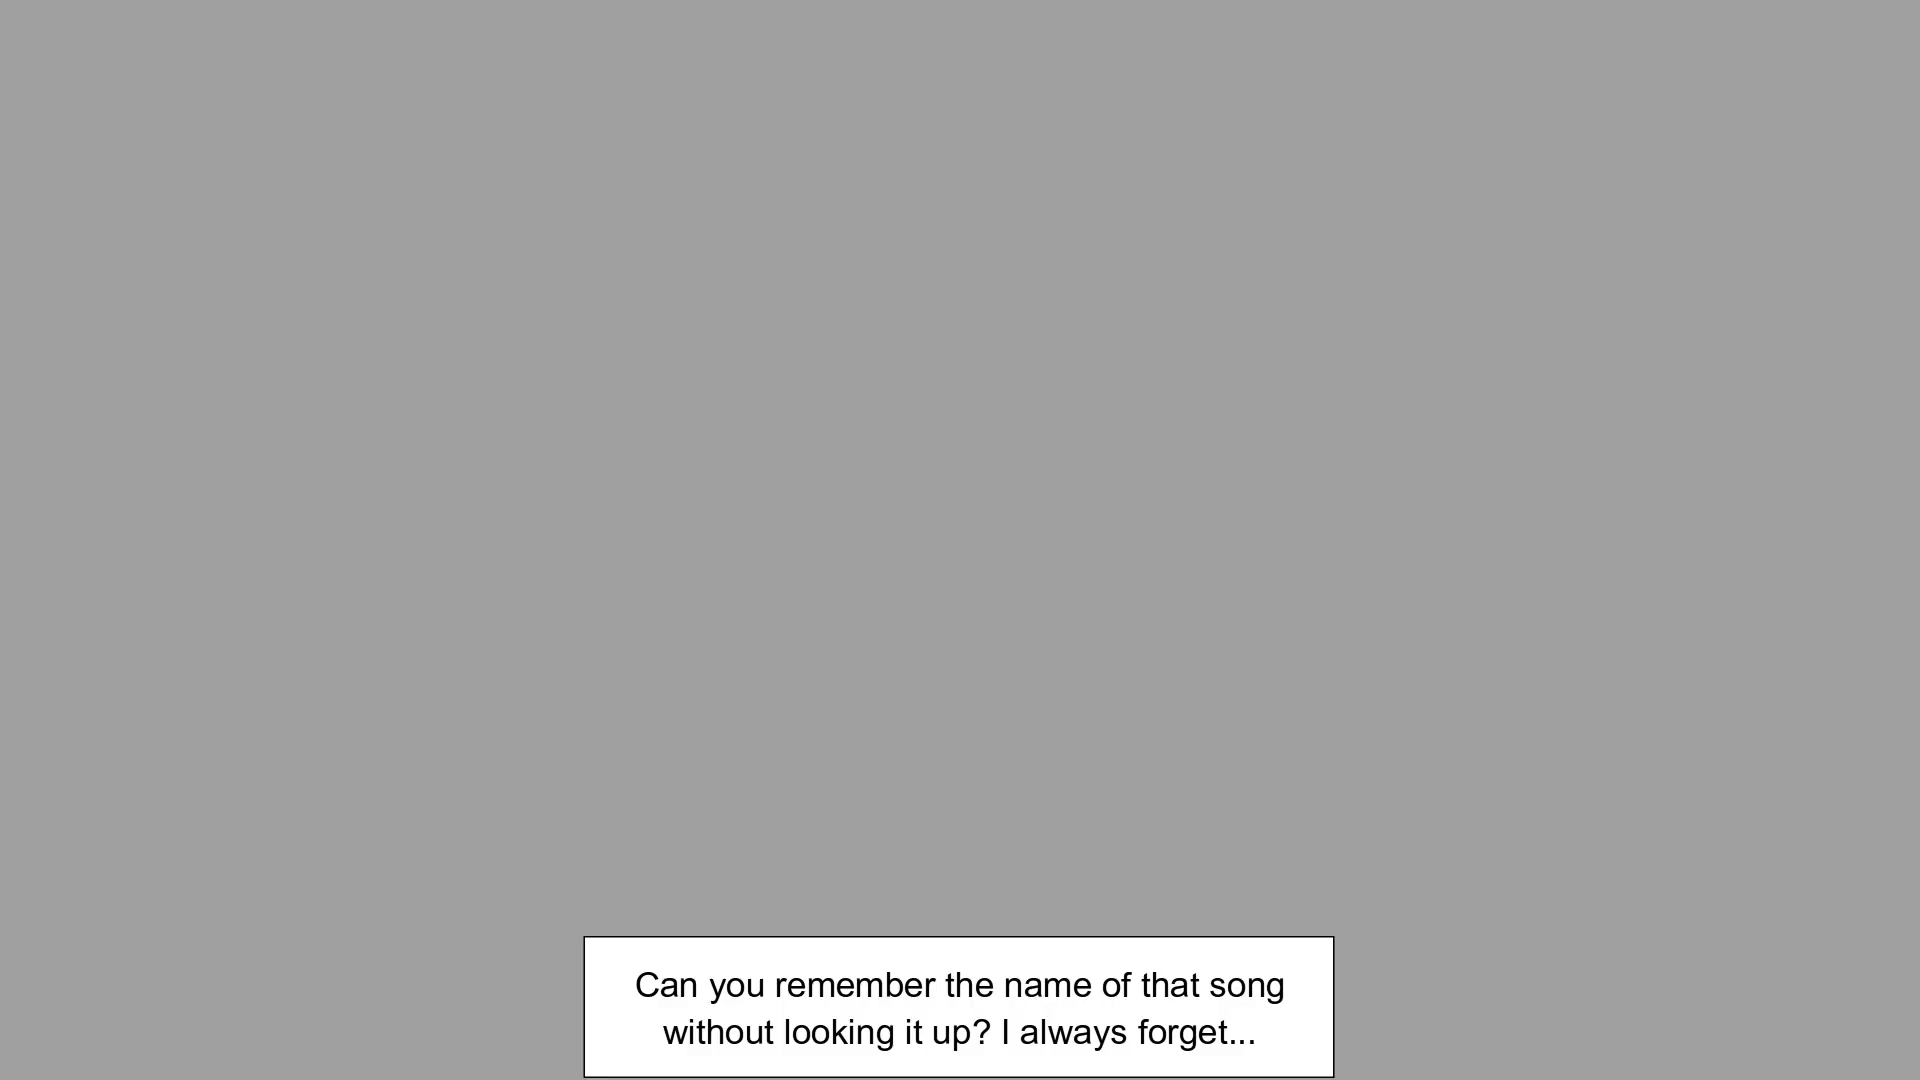 Can you remember the name of that song
without looking it up? I always forget...